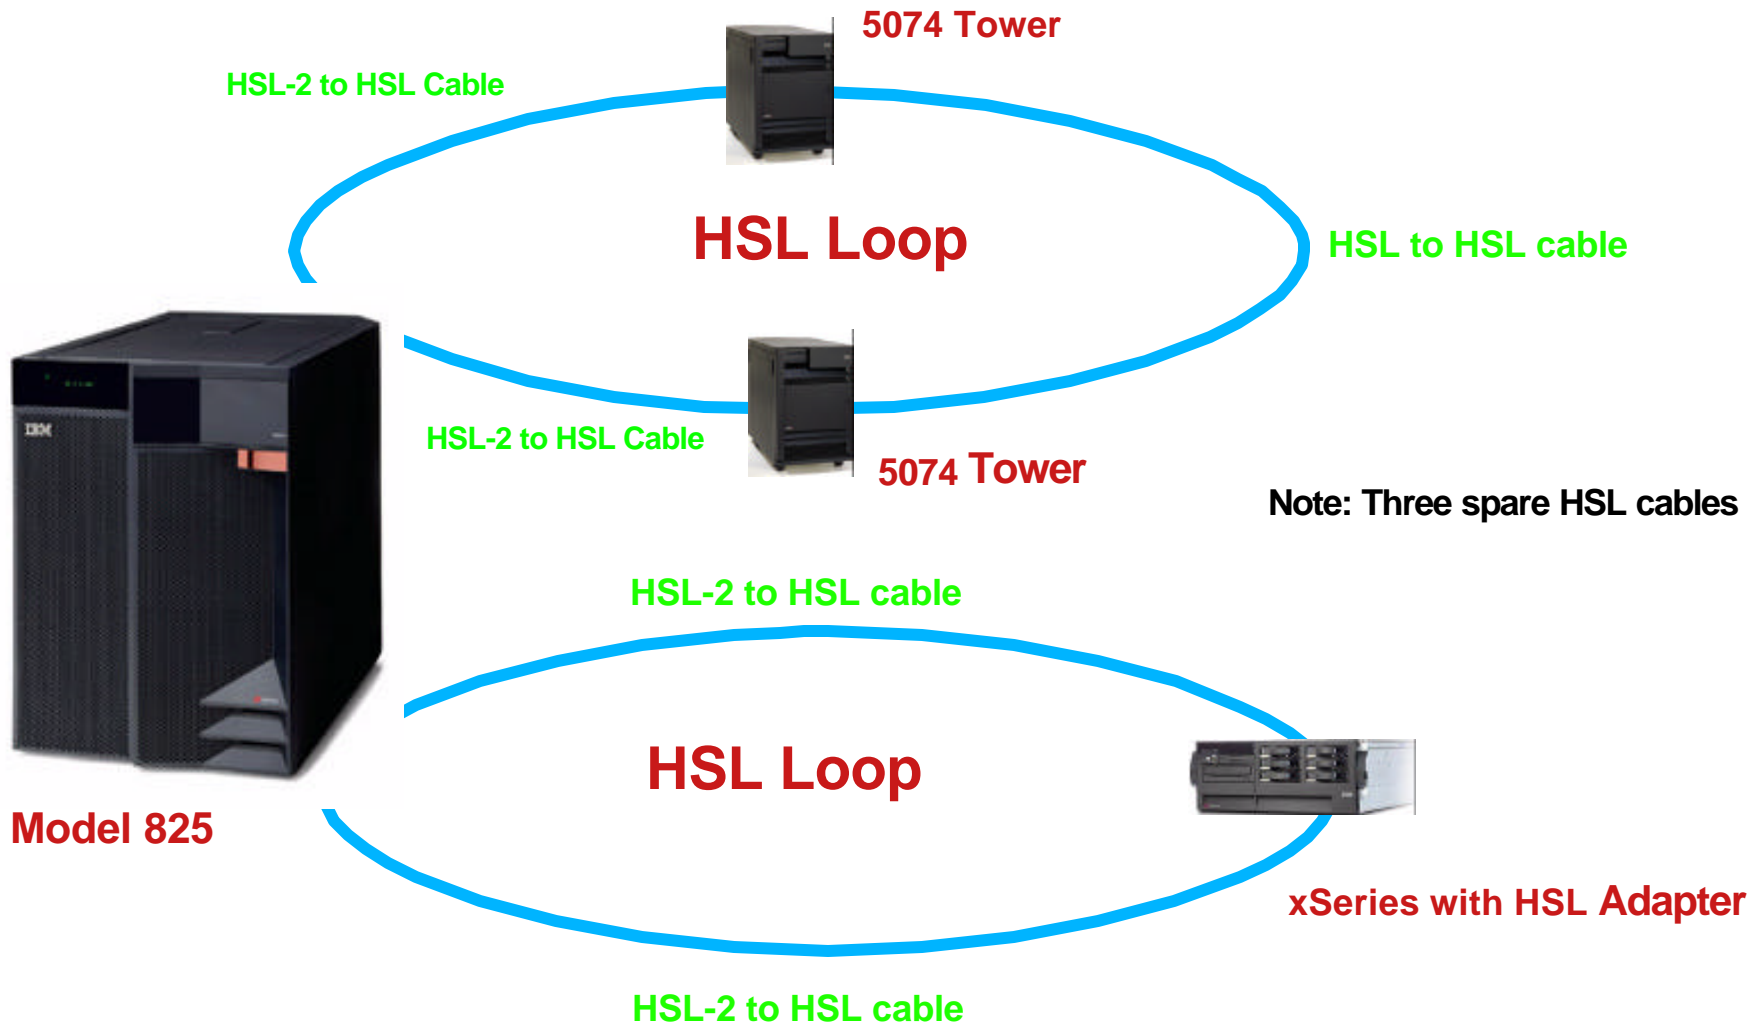 5074 Tower
HSL-2 to HSL Cable
HSL Loop
HSL to HSL cable
IBM
HSL-2 to HSL Cable
5074 Tower
Note: Three spare HSL cables
HSL-2 to HSL cable
HSL Loop
Model 825
xSeries with HSL Adapter
HSL-2 to HSL cable